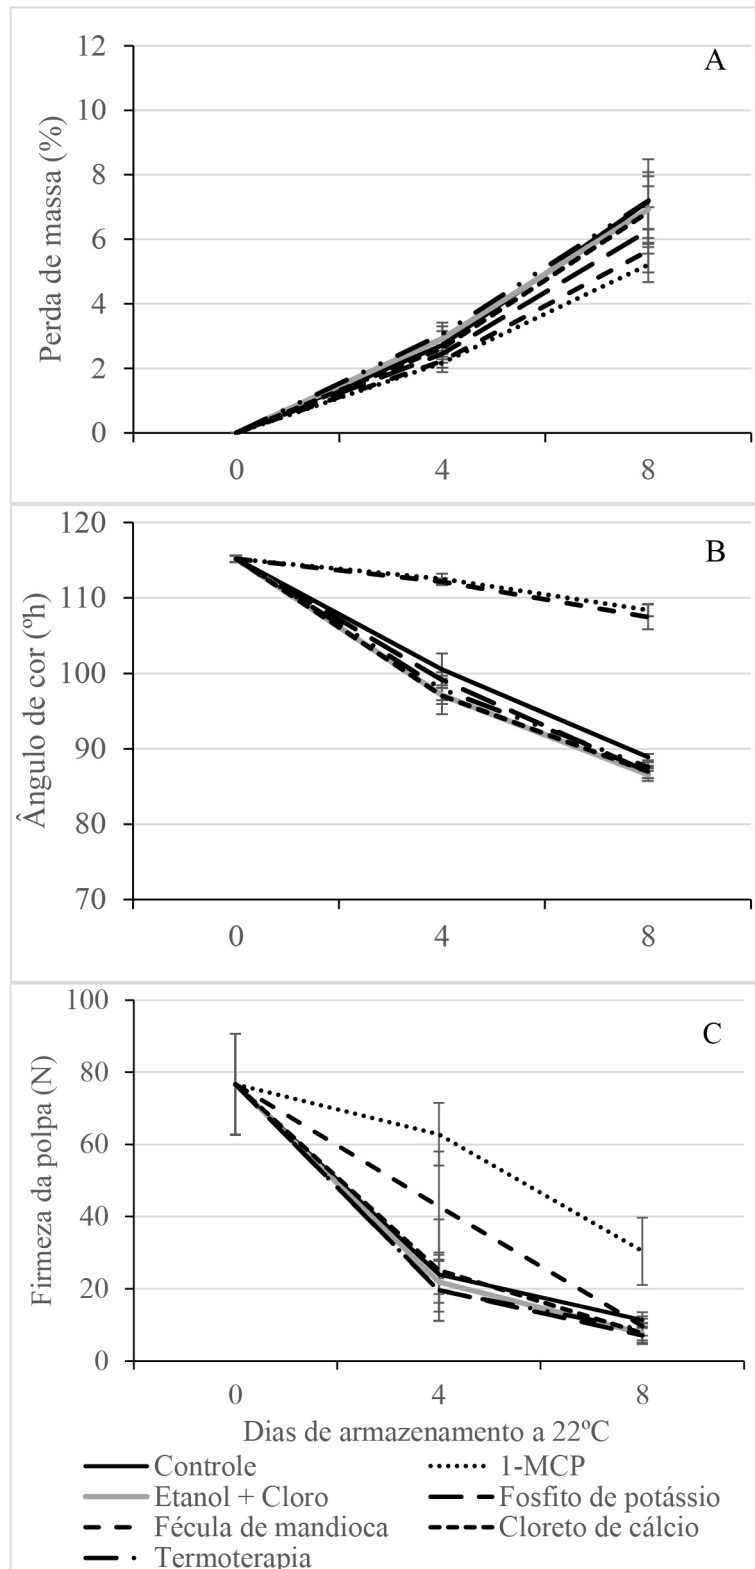 A
12
10
8
6
4
2
0
Perda de massa (%)
0 4 8
B
120
110
100
90
80
70
Ângulo de cor (ºh)
0 4 8
C
100
80
60
40
20
0
Firmeza da polpa (N)
0 4 8
Dias de armazenamento a 22ºC
Controle 1-MCP
Etanol + Cloro Fosfito de potássio
Fécula de mandioca Cloreto de cálcio
Termoterapia